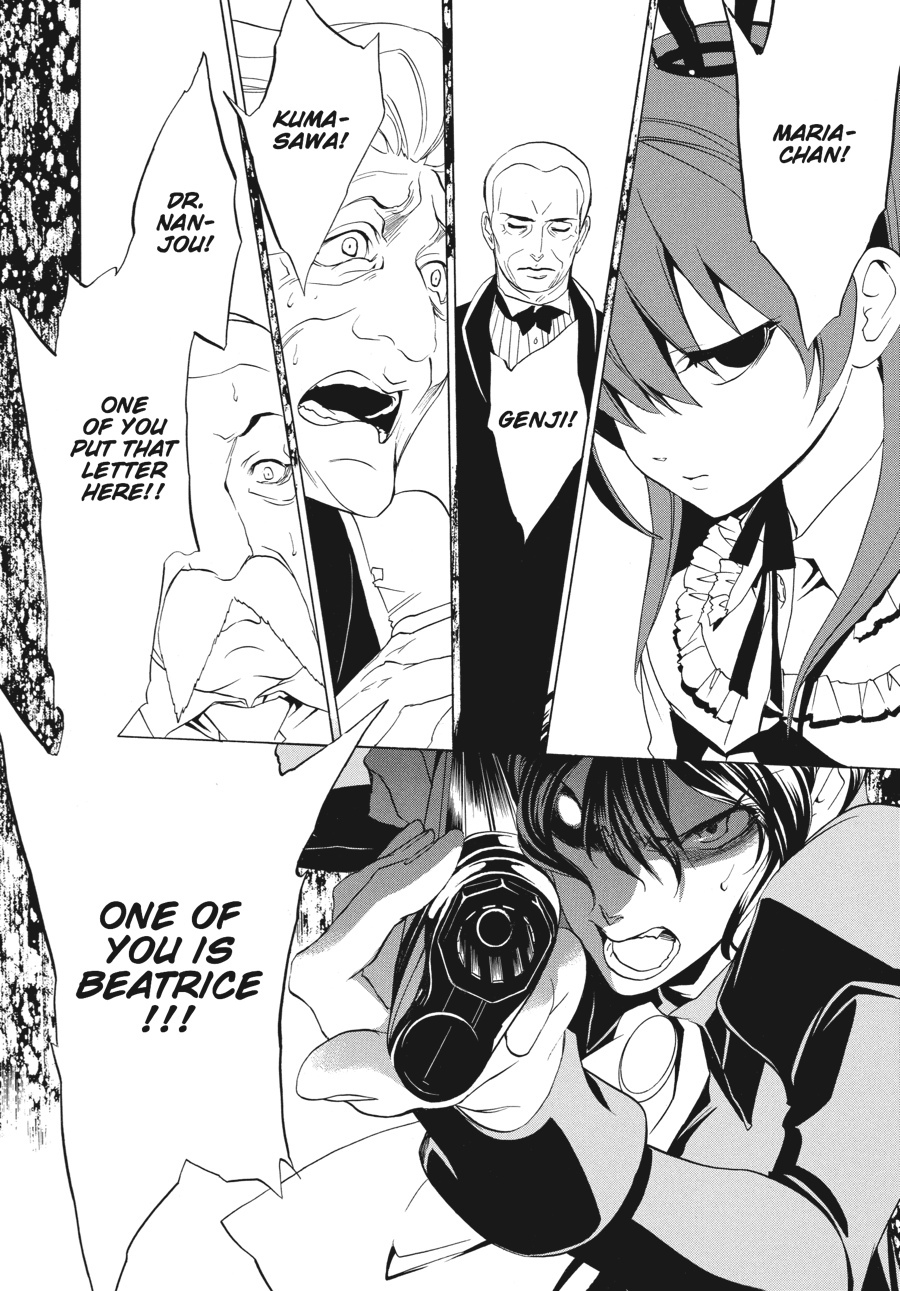 MARIA-
CHAN!
GENJI!
KUMA-
SAWA!
DR.
NAN-
JOU!
ONE
OF YOU
PUT THAT
LETTER
HERE!!
ONE OF
YOU IS
BEATRICE
!!!